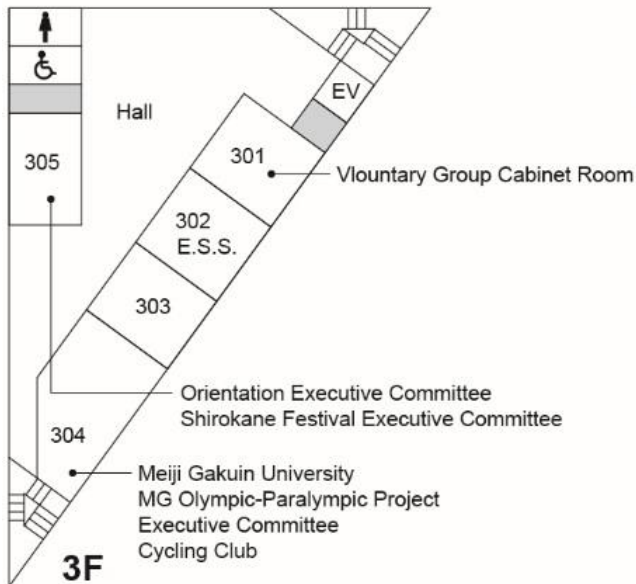 EV
Hall
301
Vlountary Group Cabinet Room
305
302
E.S.S.
303
Orientation Executive Committee
Shirokane Festival Executive Committee
304
Meiji Gakuin University
MG Olympic-Paralympic Project
Executive Committee
Cycling Club
3F